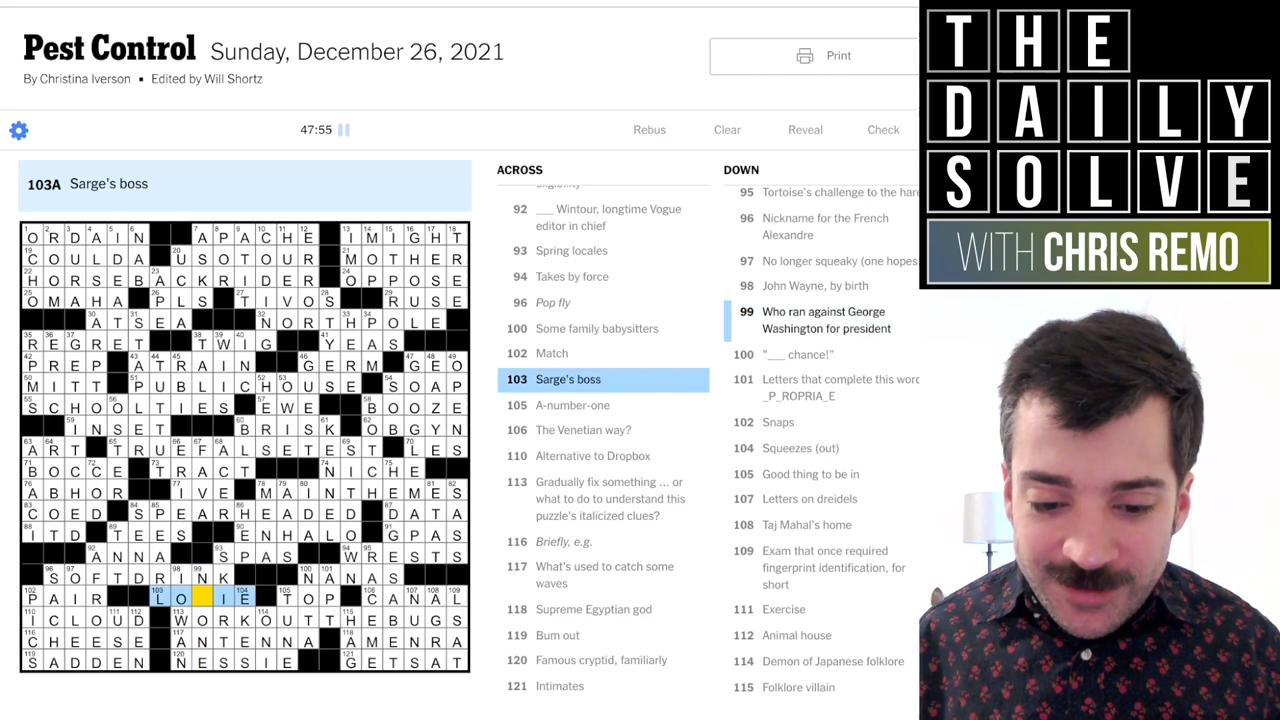 Pest Control Sunday, December 26, 2021
By Christina Iverson ▪ Edited by Will Shortz
Print
47:55
Rebus Clear Reveal Check
103A Sarge's boss
O R D A I N A P A C H E I M I G H T
C O U L D A U S O T O U R M O T H E R
H O R S E B A C K R I D E R O P P O S E
O M A H A P L S T I V O S R U S E
A T S E A N O R T H P O L E
R E G R E T T W I G Y E A S
P R E P A T R A I N G E R M G E O
M I T T P U B L I C H O U S E S O A P
S C H O O L T I E S E W E B O O Z E
I N S E T B R I S K O B G Y N
A R T T R U E F A L S E T E S T L E S
B O C C E T R A C T N I C H E
A B H O R I V E M A I N T H E M E S
C O E D S P E A R H E A D E D D A T A
I T D T E E S E N H A L O G P A S
A N N A S P A S W R E S T S
S O F T D R I N K N A N A S
P A I R L O I E T O P C A N A L
I C L O U D W O R K O U T T H E B U G S
C H E E S E A N T E N N A A M E N R A
S A D D E N N E S S I E G E T S A T
ACROSS
eligibility
92 ___ Wintour, longtime Vogue
editor in chief
93 Spring locales
94 Takes by force
96 Pop fly
100 Some family babysitters
102 Match
103 Sarge's boss
105 A-number-one
106 The Venetian way?
110 Alternative to Dropbox
113 Gradually fix something ... or
what to do to understand this
puzzle's italicized clues?
116 Briefly, e.g.
117 What's used to catch some
waves
118 Supreme Egyptian god
119 Bum out
120 Famous cryptid, familiarly
121 Intimates
DOWN
95 Tortoise's challenge to the hare
96 Nickname for the French
Alexandre
97 No longer squeaky (one hopes
98 John Wayne, by birth
99 Who ran against George
Washington for president
100 "___ chance!"
101 Letters that complete this word
_P_ROPRIA_E
102 Snaps
104 Squeezes (out)
105 Good thing to be in
107 Letters on dreidels
108 Taj Mahal's home
109 Exam that once required
fingerprint identification, for
short
111 Exercise
112 Animal house
114 Demon of Japanese folklore
115 Folklore villain
THE
DAILY
SOLVE
WITH CHRIS REMO